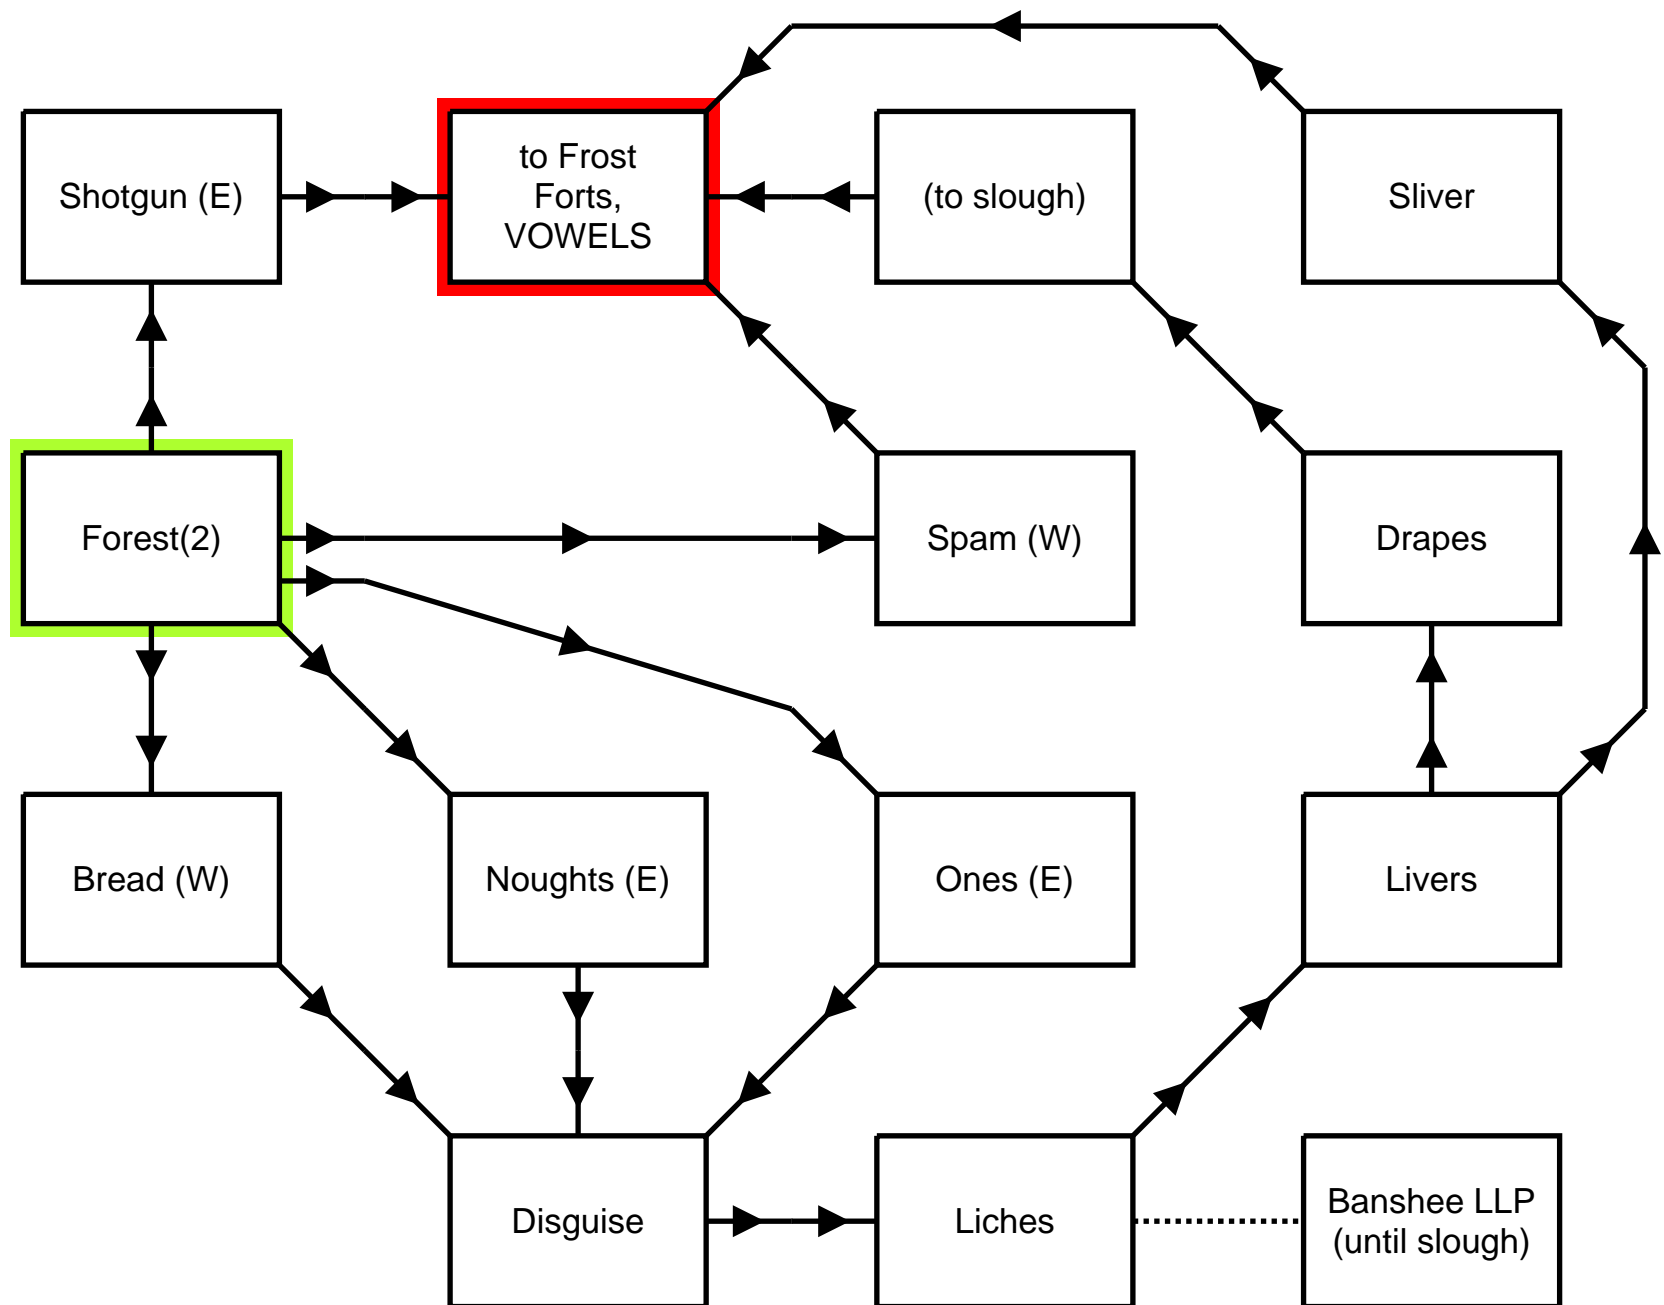 Shotgun (E)
to Frost
Forts,
VOWELS
(to slough)
Sliver
Forest(2)
Spam (W)
Drapes
Bread (W)
Noughts (E)
Ones (E)
Livers
Disguise
Liches
Banshee LLP
(until slough)